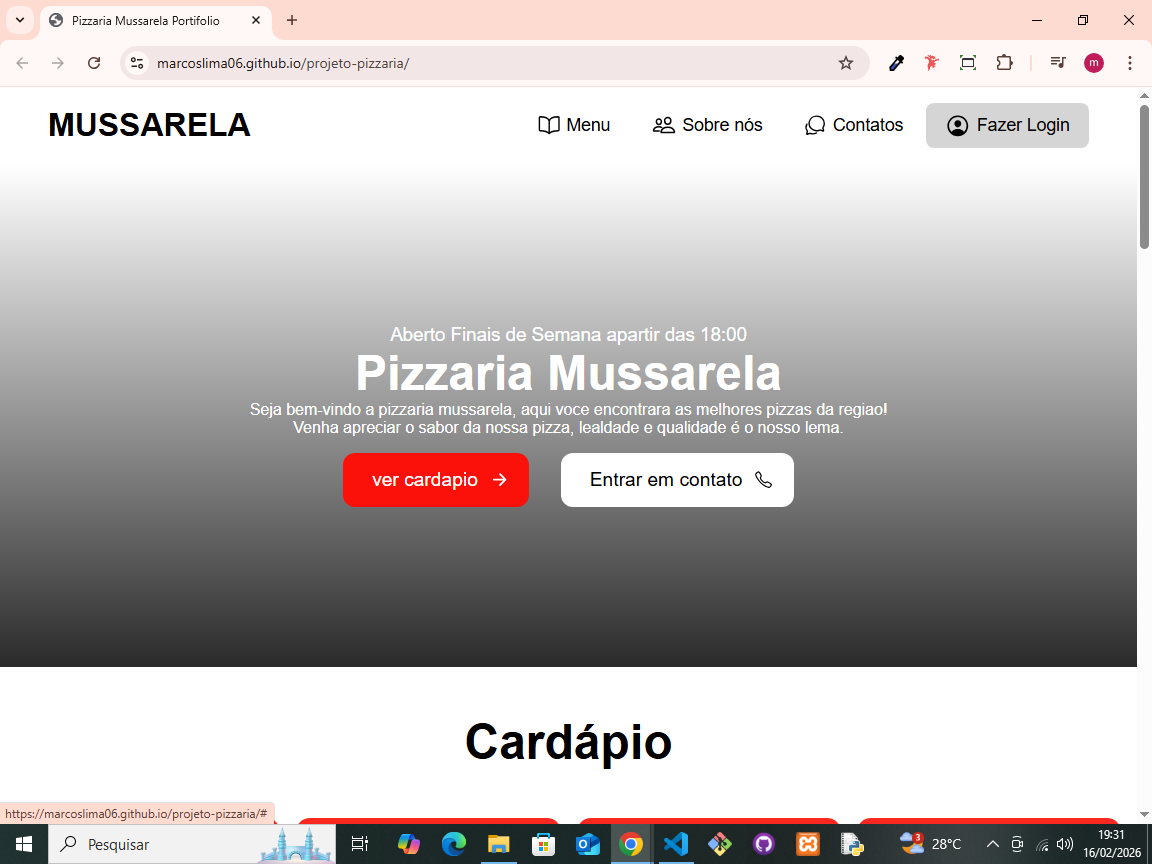 Pizzaria Mussarela Portifolio
marcoslima06.github.io/projeto-pizzaria/
m
MUSSARELA
Menu
Sobre nós
Contatos
Fazer Login
Aberto Finais de Semana apartir das 18:00
Pizzaria Mussarela
Seja bem-vindo a pizzaria mussarela, aqui voce encontrara as melhores pizzas da regiao!
Venha apreciar o sabor da nossa pizza, lealdade e qualidade é o nosso lema.
ver cardapio
Entrar em contato
Cardápio
https://marcoslima06.github.io/projeto-pizzaria/#
Pesquisar
3
28°C
19:31
16/02/2026